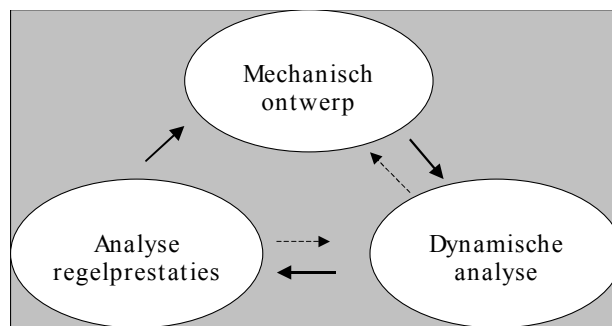 Mechanisch
ontwerp
Analyse
regelprestaties
Dynamische
analyse